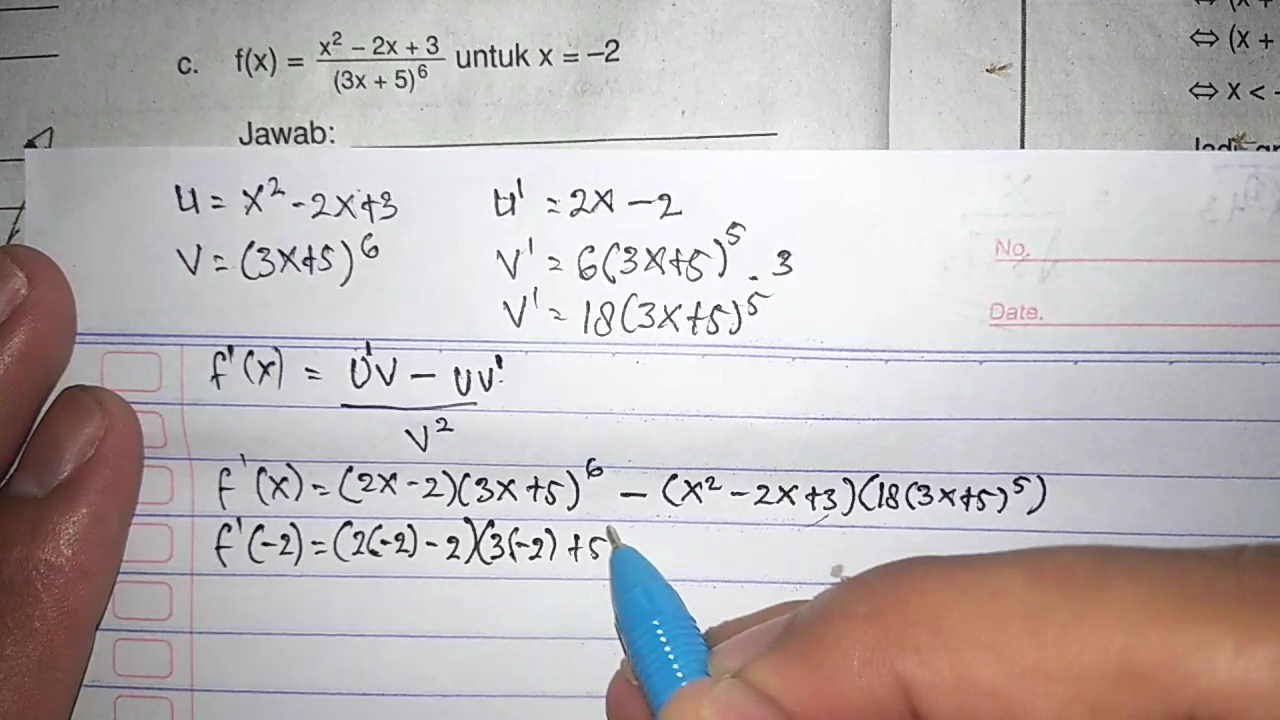 c. f(x) = x² − 2x + 3 / (3x + 5)⁶ untuk x = −2
Jawab:
⇔ (x +
⇔ x < -
U = x² - 2x + 3
U' = 2x - 2
V = (3x+5)⁶
V' = 6(3x+5)⁵ . 3
V' = 18(3x+5)⁵
No.
Date.
f'(x) = U'V - UV' / V²
f'(x) = (2x - 2)(3x + 5)⁶ - (x² - 2x + 3)(18(3x+5)⁵)
f'(-2) = (2(-2) - 2)(3(-2) + 5